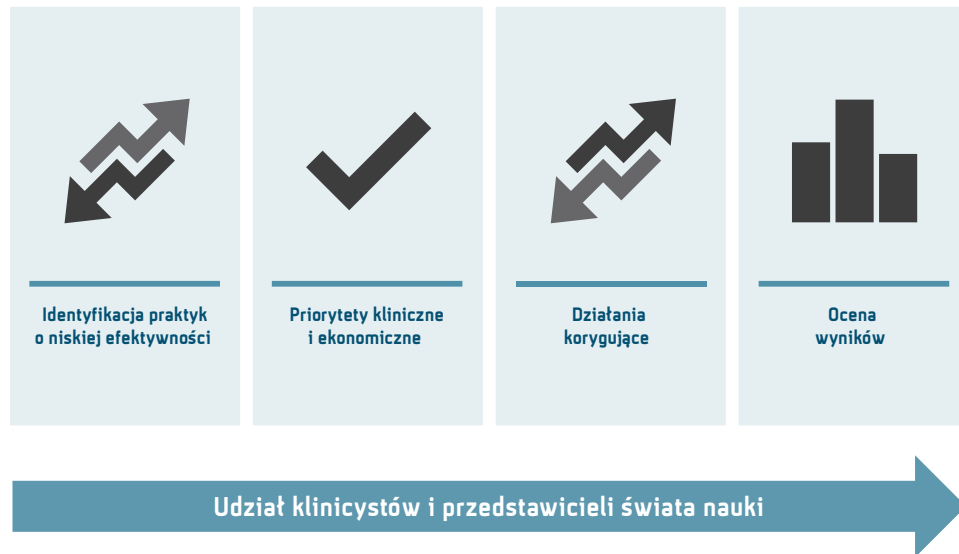 Identyfikacja praktyk
o niskiej efektywności
Priorytety kliniczne
i ekonomiczne
Działania
korygujące
Ocena
wyników
Udział klinicystów i przedstawicieli świata nauki